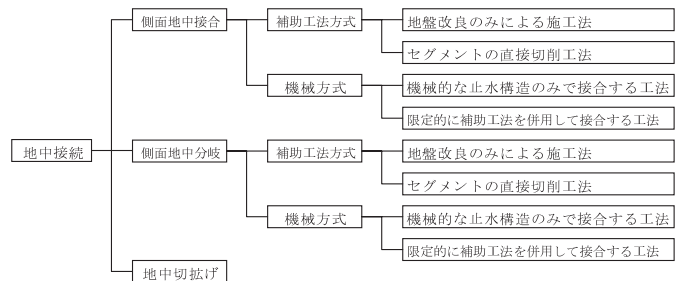 側面地中接合
補助工法方式
地盤改良のみによる施工法
セグメントの直接切削工法
機械方式
機械的な止水構造のみで接合する工法
限定的に補助工法を併用して接合する工法
地中接続
側面地中分岐
補助工法方式
地盤改良のみによる施工法
セグメントの直接切削工法
機械方式
機械的な止水構造のみで接合する工法
限定的に補助工法を併用して接合する工法
地中切拡げ